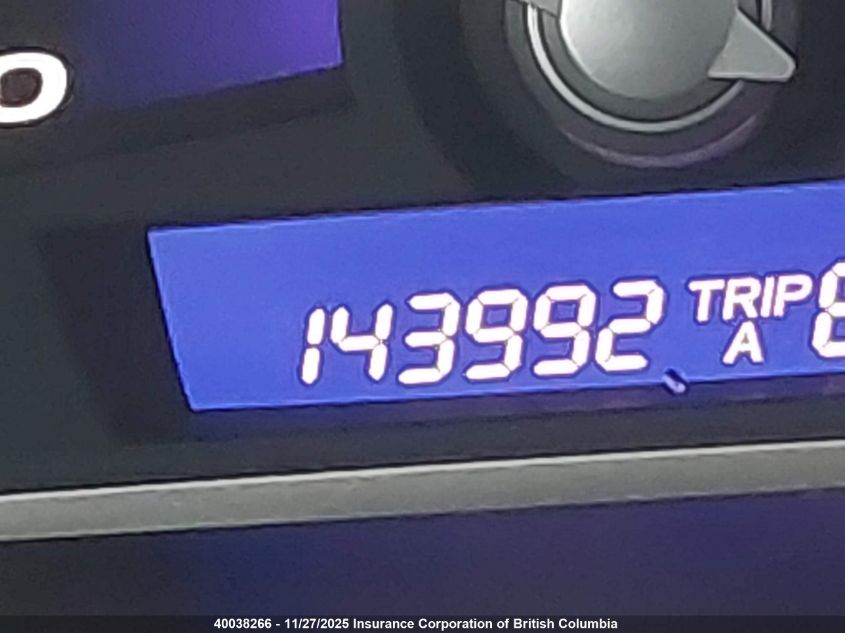 O
143992 TRIP
A
40038266 - 11/27/2025 Insurance Corporation of British Columbia